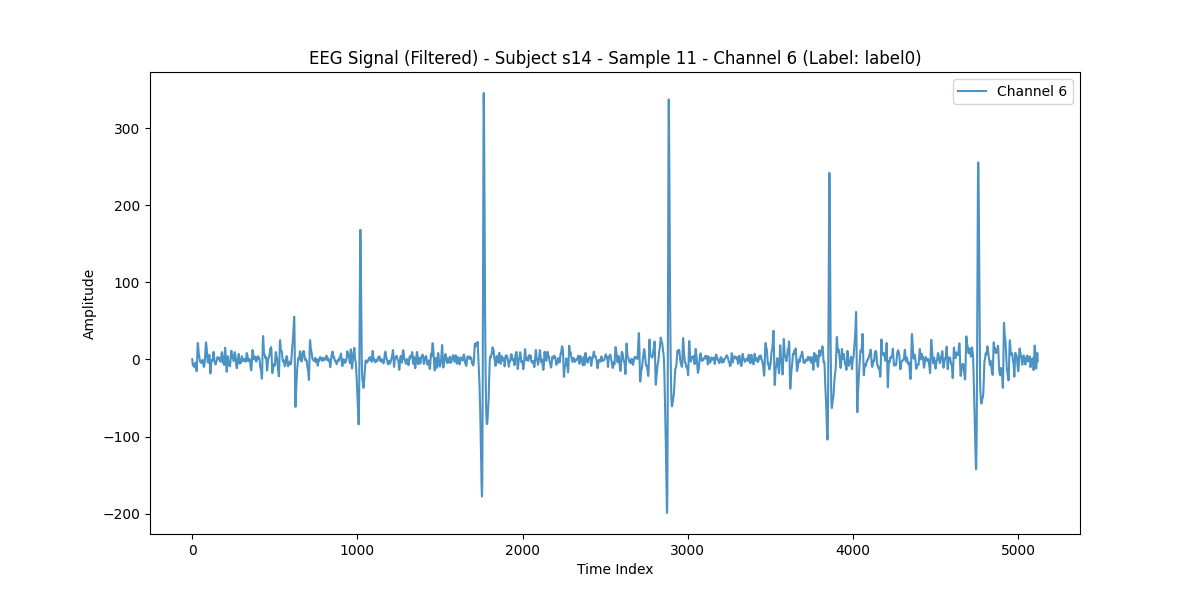 EEG Signal (Filtered) - Subject s14 - Sample 11 - Channel 6 (Label: label0)
Channel 6
300
200
100
0
−100
−200
Amplitude
0 1000 2000 3000 4000 5000
Time Index